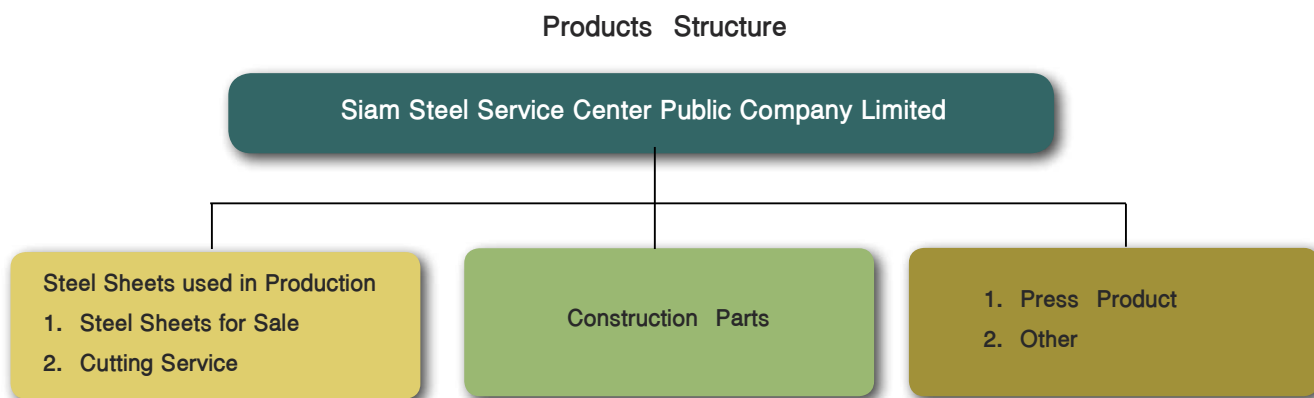 Products Structure
Siam Steel Service Center Public Company Limited
Steel Sheets used in Production
1. Steel Sheets for Sale
2. Cutting Service
Construction Parts
1. Press Product
2. Other